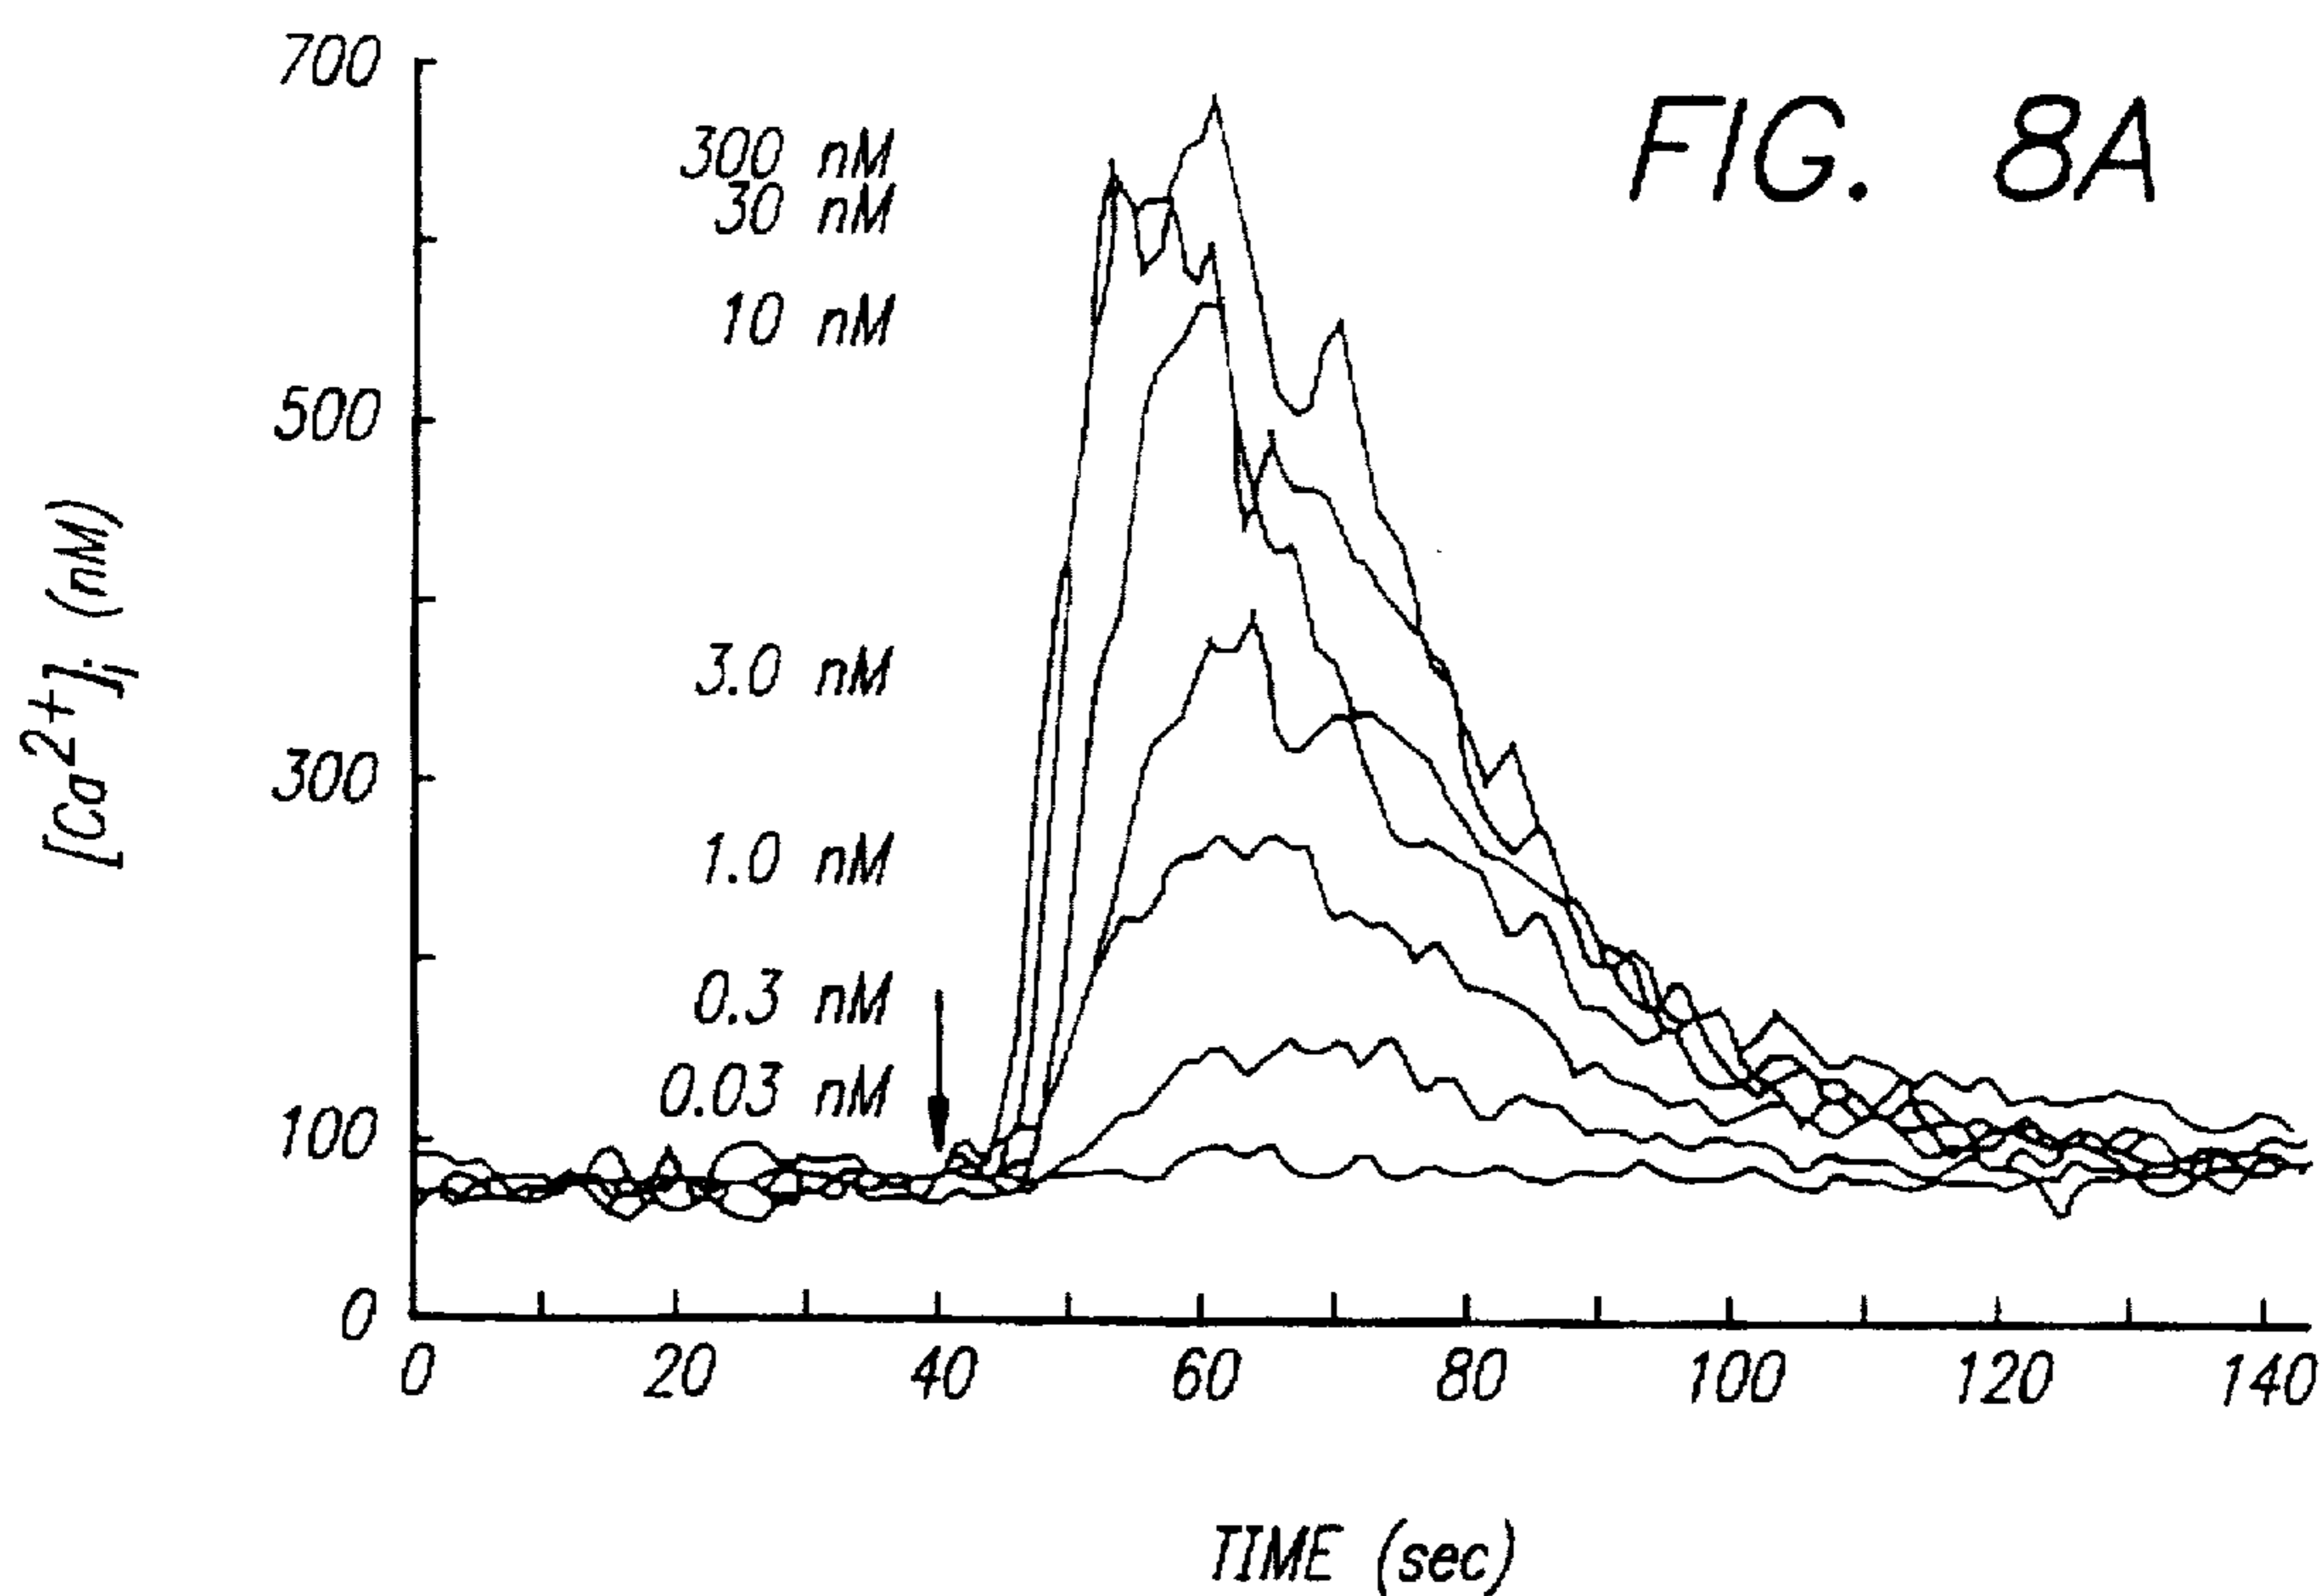 FIG. 8A
[Ca2+]i (nM)
700
500
300
100
0
300 nM
30 nM
10 nM
3.0 nM
1.0 nM
0.3 nM
0.03 nM
0 20 40 60 80 100 120 140
TIME (sec)